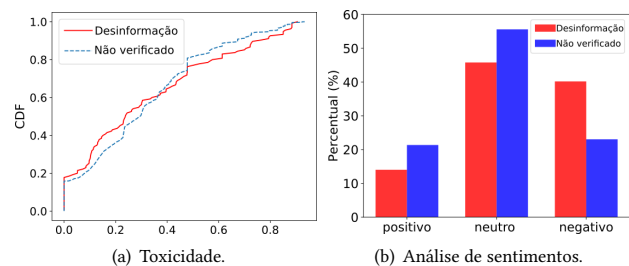 Desinformação
Não verificado
CDF
1.0
0.8
0.6
0.4
0.2
0.0
0.0 0.2 0.4 0.6 0.8 1.0
(a) Toxicidade.
Desinformação
Não verificado
Percentual (%)
60
50
40
30
20
10
0
positivo neutro negativo
(b) Análise de sentimentos.